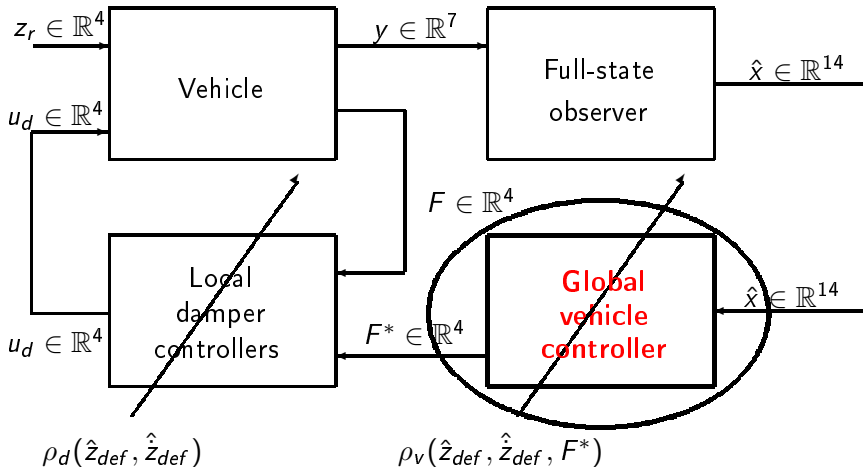 z_r ∈ ℝ^4
y ∈ ℝ^7
Vehicle
Full-state
observer
x̂ ∈ ℝ^14
u_d ∈ ℝ^4
F ∈ ℝ^4
Local
damper
controllers
Global
vehicle
controller
x̂ ∈ ℝ^14
u_d ∈ ℝ^4
F* ∈ ℝ^4
ρ_d(ẑ_def, ż̂_def)
ρ_v(ẑ_def, ż̂_def, F*)